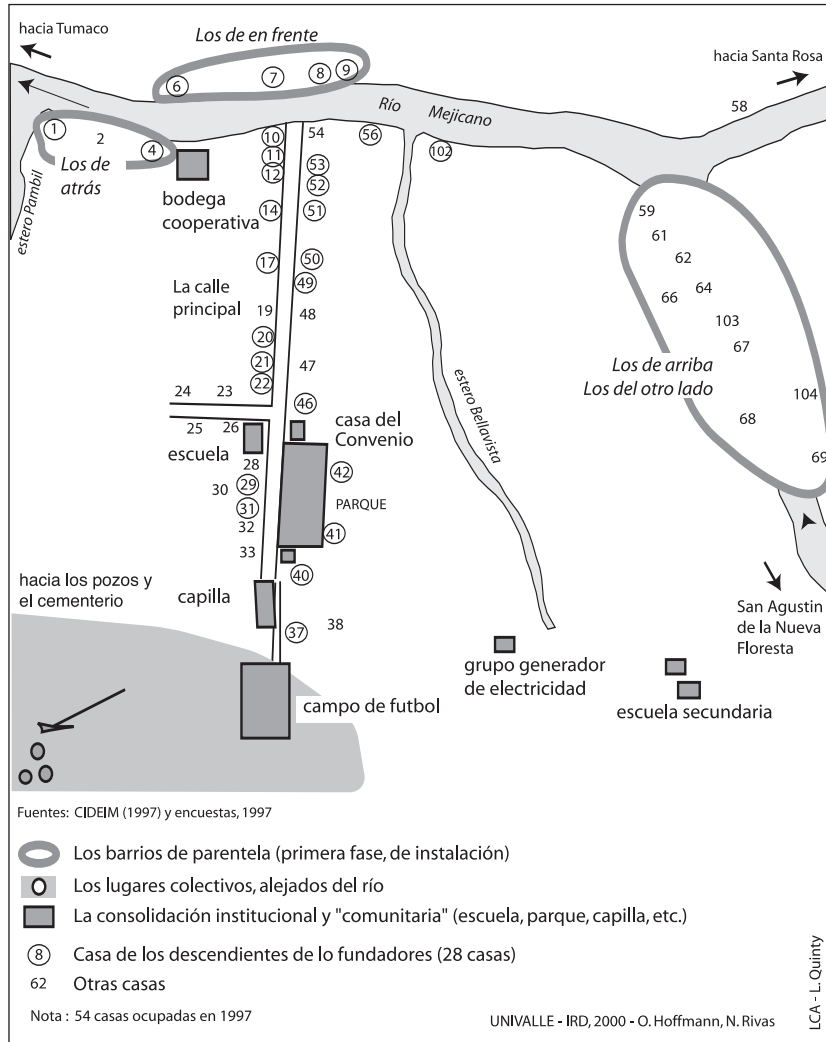 hacia Tumaco
Los de en frente
hacia Santa Rosa
6
7
8
9
Río Mejicano
58
1
2
4
Los de
atrás
estero Pambil
bodega
cooperativa
10
11
12
14
17
54
53
52
51
50
49
56
102
La calle
principal
19
20
21
22
48
47
46
estero Bellavista
59
61
62
64
66
103
67
Los de arriba
Los del otro lado
104
68
69
24
23
25
26
escuela
casa del
Convenio
28
29
30
31
32
33
42
PARQUE
41
40
hacia los pozos y
el cementerio
capilla
37
38
San Agustin
de la Nueva
Floresta
grupo generador
de electricidad
escuela secundaria
campo de futbol
Fuentes: CIDEIM (1997) y encuestas, 1997
Los barrios de parentela (primera fase, de instalación)
Los lugares colectivos, alejados del río
La consolidación institucional y "comunitaria" (escuela, parque, capilla, etc.)
8 Casa de los descendientes de lo fundadores (28 casas)
62 Otras casas
Nota : 54 casas ocupadas en 1997
UNIVALLE - IRD, 2000 - O. Hoffmann, N. Rivas
LCA - L. Quinty